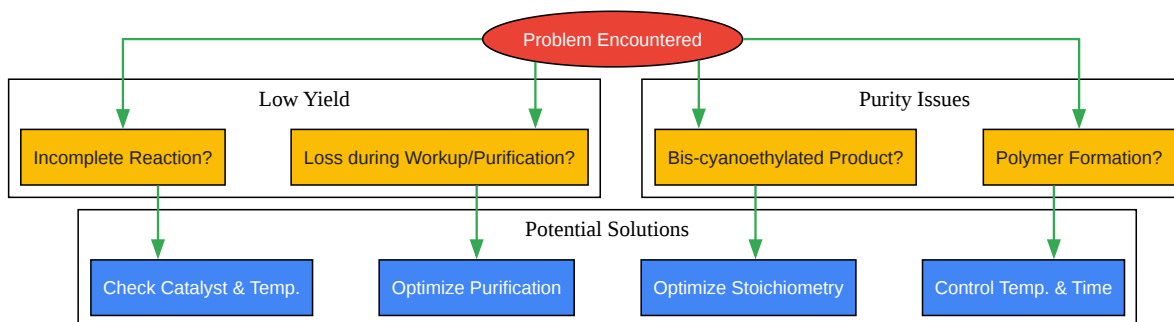 Problem Encountered
Low Yield
Purity Issues
Incomplete Reaction?
Loss during Workup/Purification?
Bis-cyanoethylated Product?
Polymer Formation?
Potential Solutions
Check Catalyst & Temp.
Optimize Purification
Optimize Stoichiometry
Control Temp. & Time